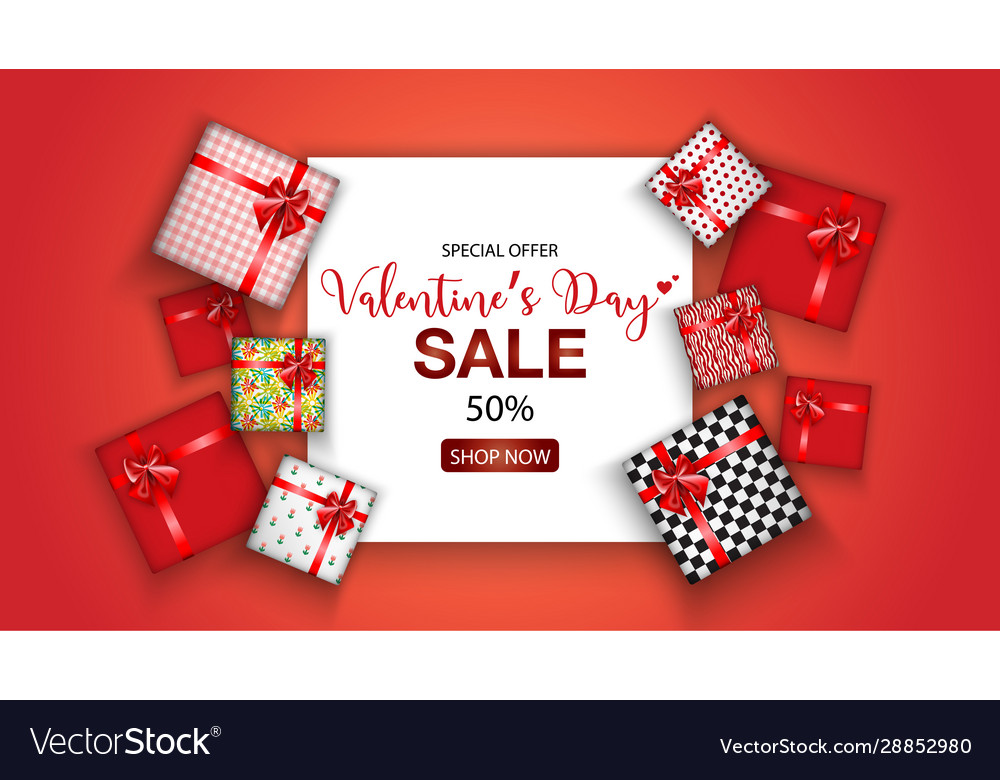 SPECIAL OFFER
Valentine's Day
SALE
50%
SHOP NOW
VectorStock®
VectorStock.com/28852980